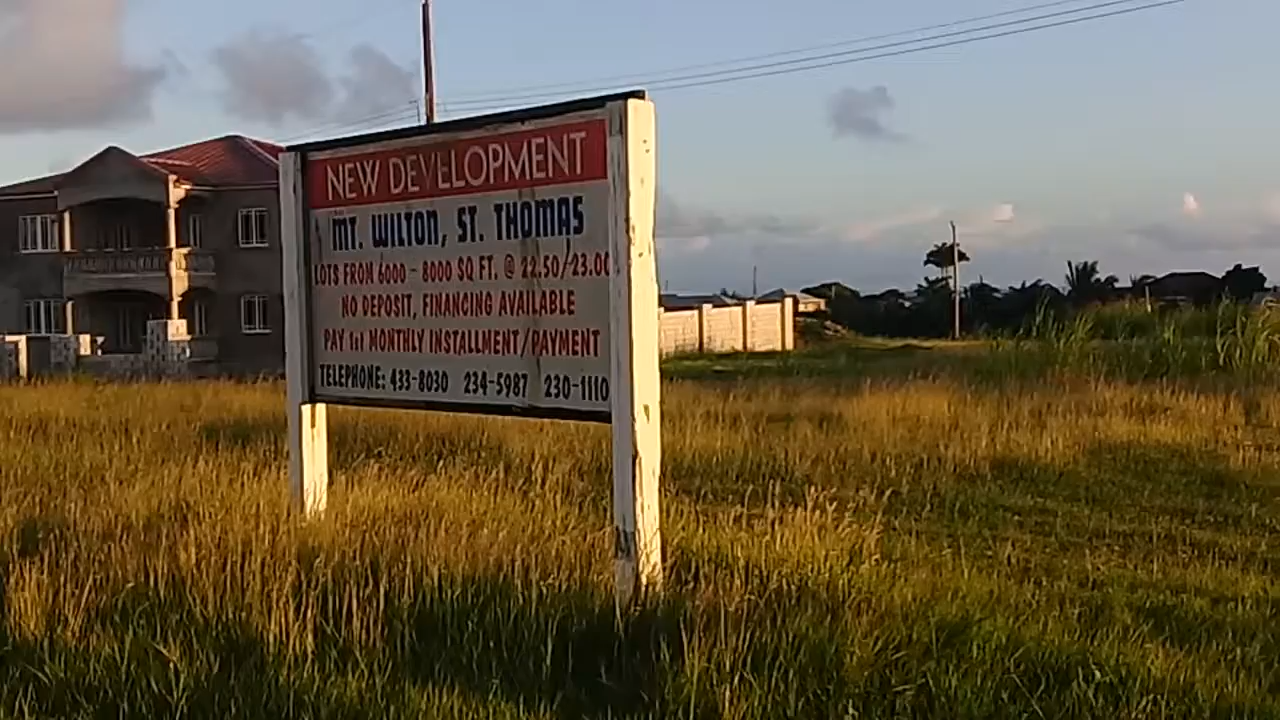 NEW DEVELOPMENT
MT. WILTON, ST. THOMAS
LOTS FROM 6000 - 8000 SQ FT. @ 22.50/23.00
NO DEPOSIT, FINANCING AVAILABLE
PAY 1st MONTHLY INSTALLMENT/PAYMENT
TELEPHONE: 433-8030 234-5987 230-1110